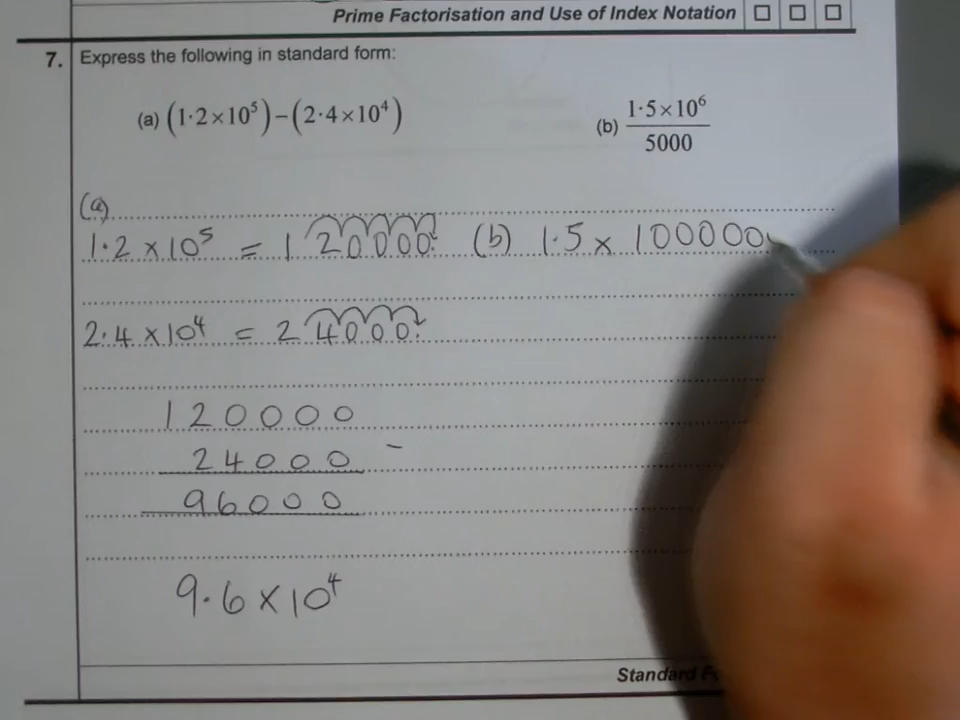 Prime Factorisation and Use of Index Notation
7. Express the following in standard form:
(a) (1·2×10⁵)−(2·4×10⁴)
(b) 1·5×10⁶
5000
(a)
1.2 × 10⁵ = 120000. (b) 1.5 × 1000000
2.4 × 10⁴ = 24000.
120000
24000 −
96000
9.6 × 10⁴
Standard